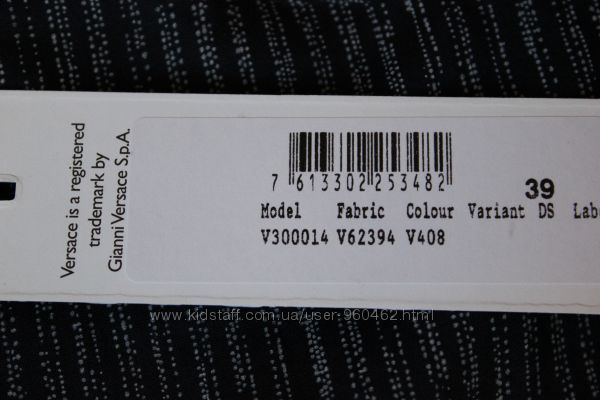 Versace is a registered
trademark by
Gianni Versace S.p.A.
7 613302 253482
39
Model Fabric Colour Variant DS Lab
V300014 V62394 V408
www.kidstaff.com.ua/user-960462.html